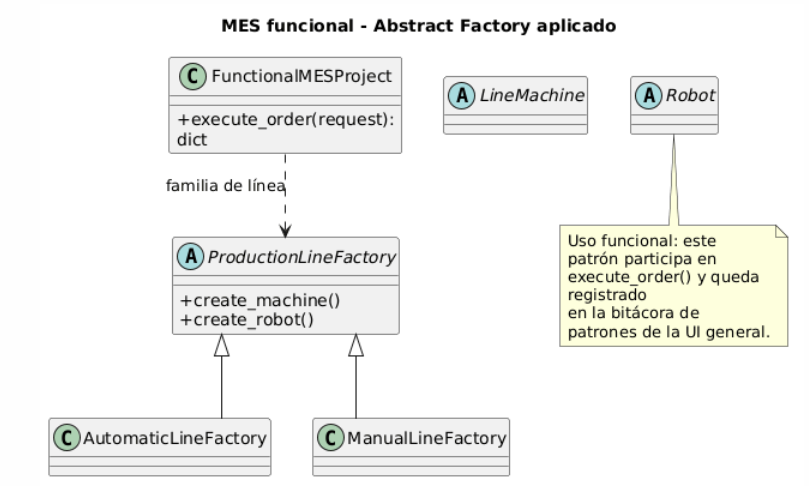 MES funcional - Abstract Factory aplicado
C FunctionalMESProject
+execute_order(request):
dict
A LineMachine
A Robot
familia de línea
Uso funcional: este
patrón participa en
execute_order() y queda
registrado
en la bitácora de
patrones de la UI general.
A ProductionLineFactory
+create_machine()
+create_robot()
C AutomaticLineFactory
C ManualLineFactory